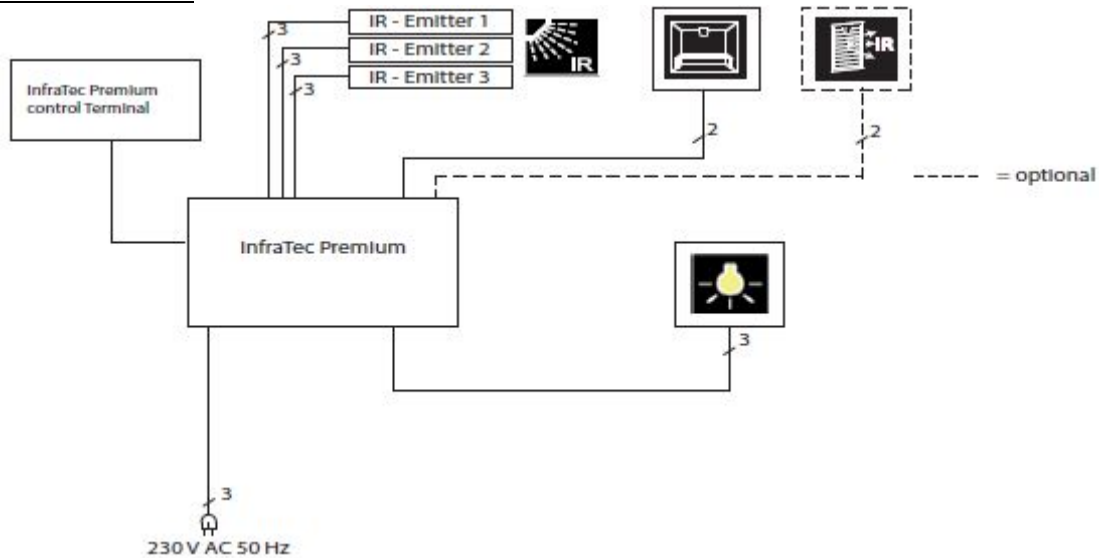 IR - Emitter 1
3
IR - Emitter 2
3
IR - Emitter 3
3
IR
IR
InfraTec Premium
control Terminal
2
2
= optional
InfraTec Premium
3
3
230 V AC 50 Hz